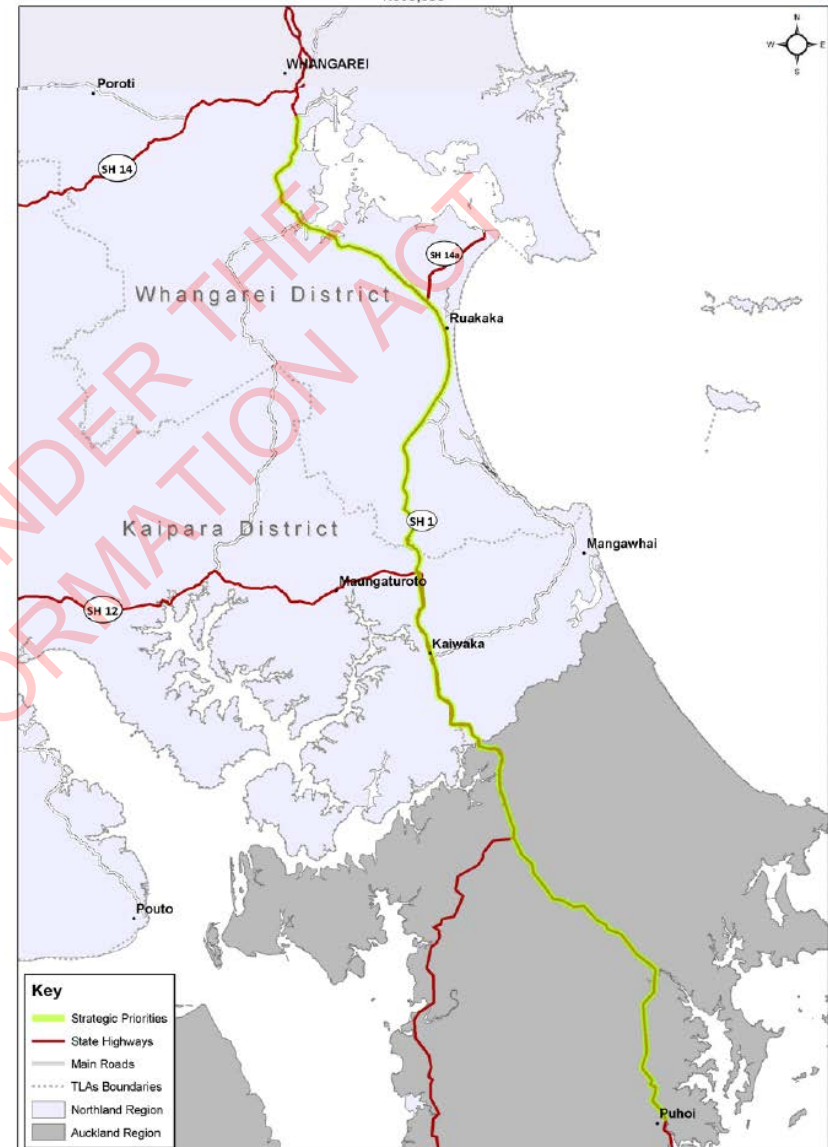 N
W E
S
WHANGAREI
Poroti
SH 14
SH 14a
Whangarei District
Ruakaka
SH 1
Kaipara District
Mangawhai
Maungaturoto
SH 12
Kaiwaka
Pouto
Puhoi
Key
Strategic Priorities
State Highways
Main Roads
TLAs Boundaries
Northland Region
Auckland Region
UNDER THE
FORMATION ACT